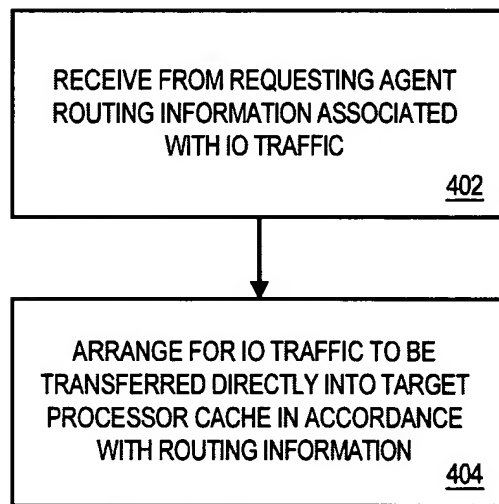 RECEIVE FROM REQUESTING AGENT
ROUTING INFORMATION ASSOCIATED
WITH IO TRAFFIC
402
ARRANGE FOR IO TRAFFIC TO BE
TRANSFERRED DIRECTLY INTO TARGET
PROCESSOR CACHE IN ACCORDANCE
WITH ROUTING INFORMATION
404